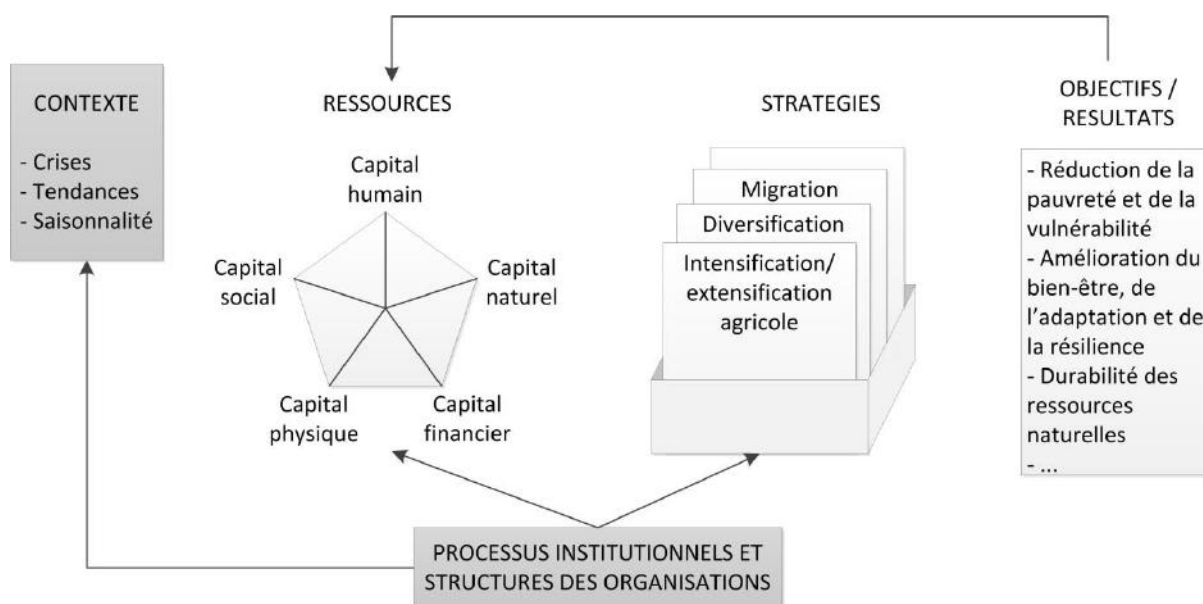 CONTEXTE
- Crises
- Tendances
- Saisonnalité
RESSOURCES
Capital
humain
Capital
social
Capital
naturel
Capital
physique
Capital
financier
STRATEGIES
Migration
Diversification
Intensification/
extensification
agricole
OBJECTIFS /
RESULTATS
- Réduction de la
pauvreté et de la
vulnérabilité
- Amélioration du
bien-être, de
l'adaptation et de
la résilience
- Durabilité des
ressources
naturelles
- ...
PROCESSUS INSTITUTIONNELS ET
STRUCTURES DES ORGANISATIONS